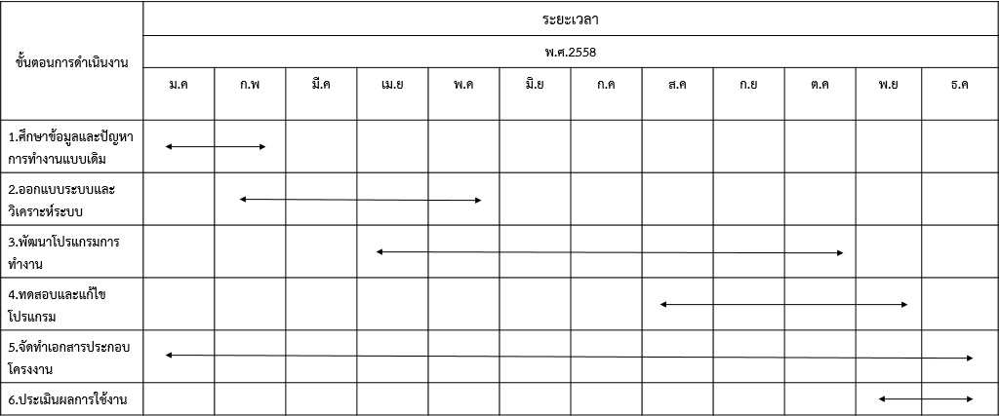 ระยะเวลา
ขั้นตอนการดำเนินงาน
พ.ศ.2558
ม.ค ก.พ มี.ค เม.ย พ.ค มิ.ย ก.ค ส.ค ก.ย ต.ค พ.ย ธ.ค
1.ศึกษาข้อมูลและปัญหา
การทำงานแบบเดิม
2.ออกแบบระบบและ
วิเคราะห์ระบบ
3.พัฒนาโปรแกรมการ
ทำงาน
4.ทดสอบและแก้ไข
โปรแกรม
5.จัดทำเอกสารประกอบ
โครงงาน
6.ประเมินผลการใช้งาน